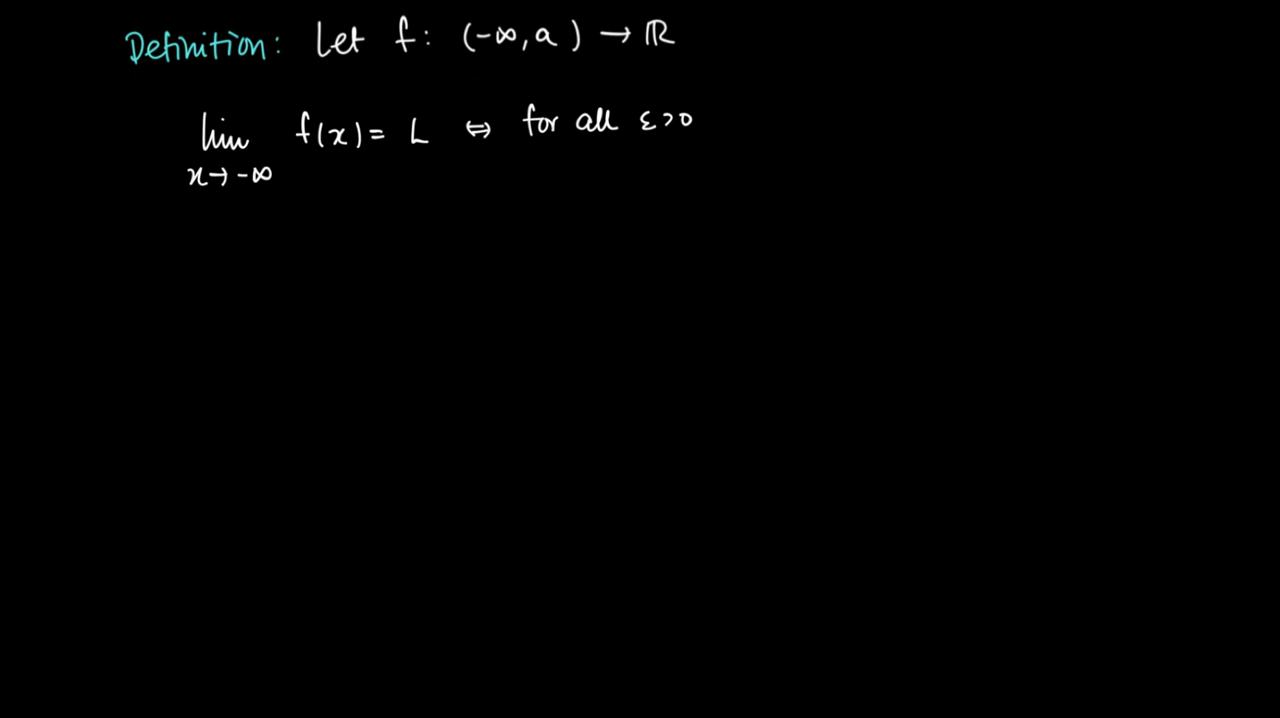 Definition: Let f: (-∞, a) → ℝ
lim f(x) = L ⇔ for all ε>0
x→ -∞